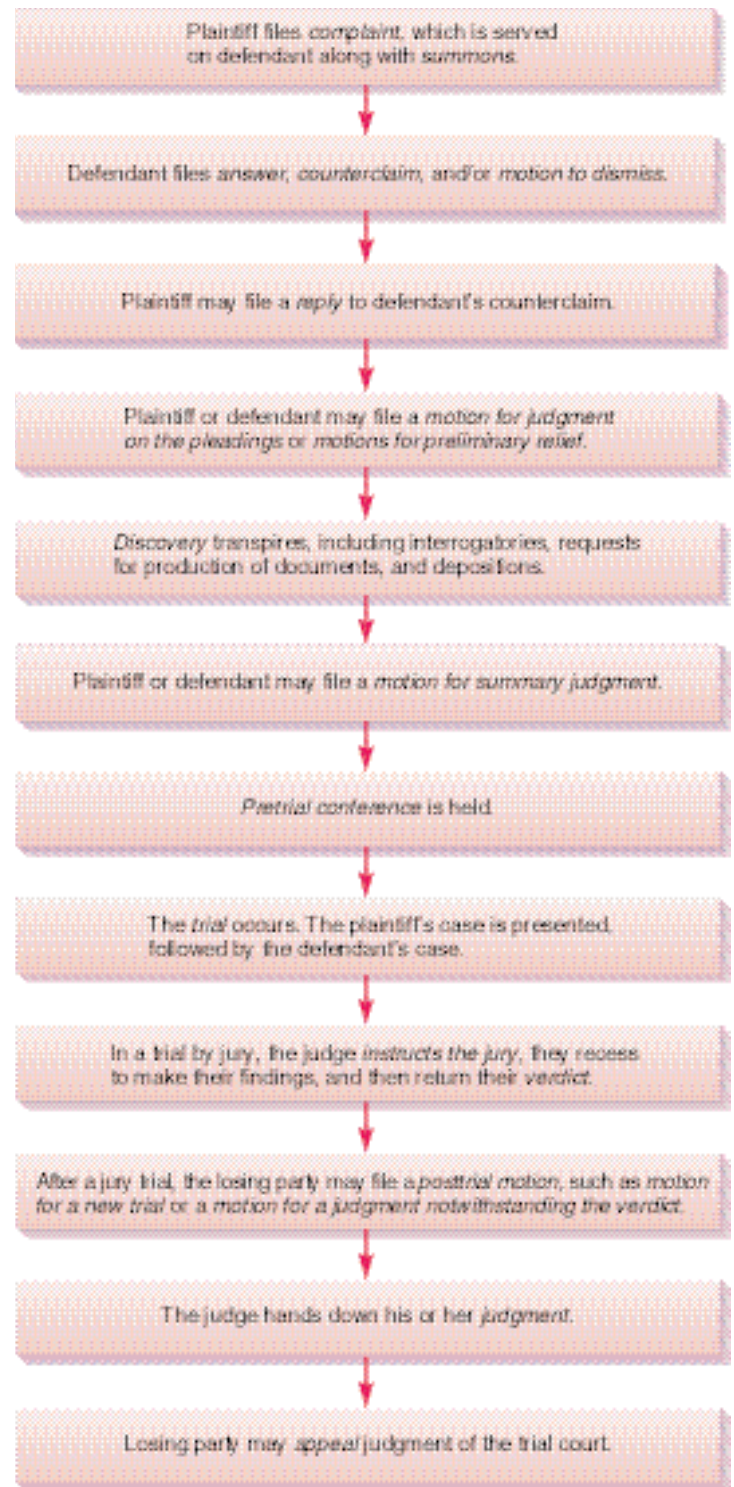 Plaintiff files complaint, which is served
on defendant along with summons.
Defendant files answer, counterclaim, and/or motion to dismiss.
Plaintiff may file a reply to defendant's counterclaim.
Plaintiff or defendant may file a motion for judgment
on the pleadings or motions for preliminary relief.
Discovery transpires, including interrogatories, requests
for production of documents, and depositions.
Plaintiff or defendant may file a motion for summary judgment.
Pretrial conference is held.
The trial occurs. The plaintiff's case is presented,
followed by the defendant's case.
In a trial by jury, the judge instructs the jury, they recess
to make their findings, and then return their verdict.
After a jury trial, the losing party may file a posttrial motion, such as motion
for a new trial or a motion for a judgment notwithstanding the verdict.
The judge hands down his or her judgment.
Losing party may appeal judgment of the trial court.